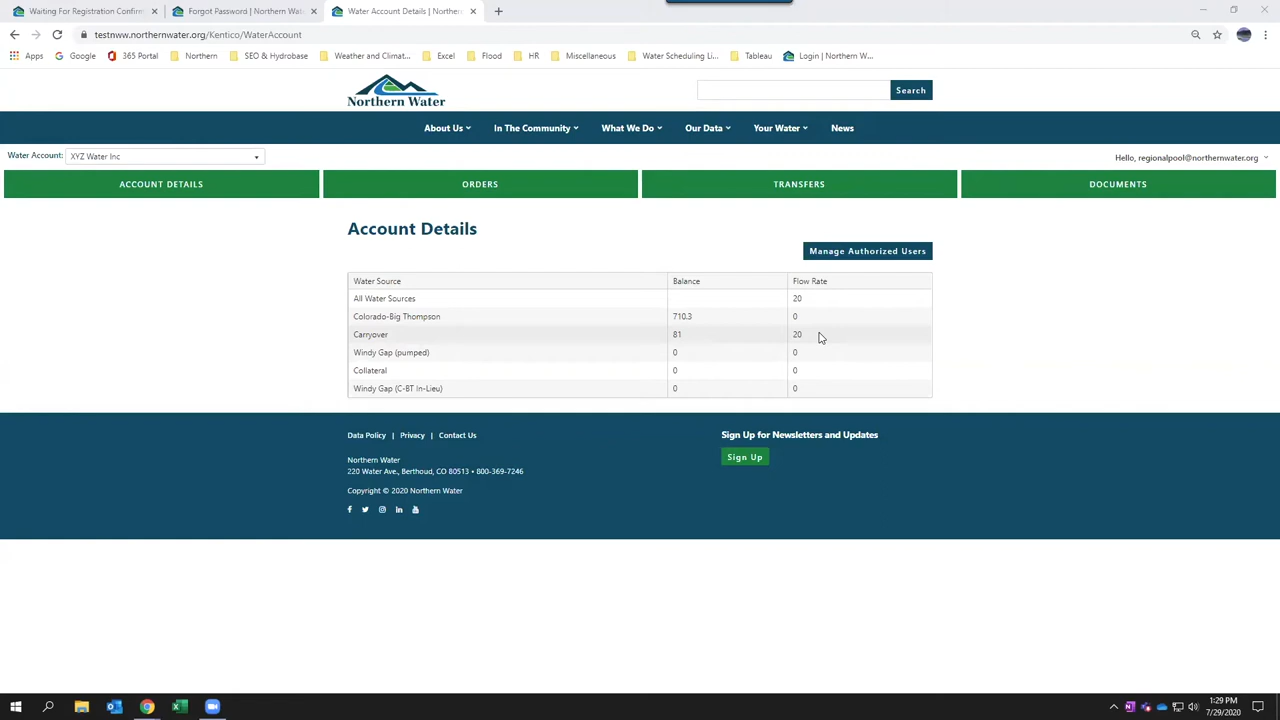 Waiting For Registration Confirm
Forgot Password | Northern Wat
Water Account Details | Northern
testnww.northernwater.org/Kentico/WaterAccount
Apps
Google
365 Portal
Northern
SEO & Hydrobase
Weather and Climat...
Excel
Flood
HR
Miscellaneous
Water Scheduling Li...
Tableau
Login | Northern W...
Northern Water
Search
About Us
In The Community
What We Do
Our Data
Your Water
News
Water Account: XYZ Water Inc
Hello, regionalpool@northernwater.org
ACCOUNT DETAILS
ORDERS
TRANSFERS
DOCUMENTS
Account Details
Manage Authorized Users
Water Source Balance Flow Rate
All Water Sources 20
Colorado-Big Thompson 710.3 0
Carryover 81 20
Windy Gap (pumped) 0 0
Collateral 0 0
Windy Gap (C-BT In-Lieu) 0 0
Data Policy | Privacy | Contact Us
Northern Water
220 Water Ave., Berthoud, CO 80513 • 800-369-7246
Copyright © 2020 Northern Water
Sign Up for Newsletters and Updates
Sign Up
1:29 PM
7/29/2020